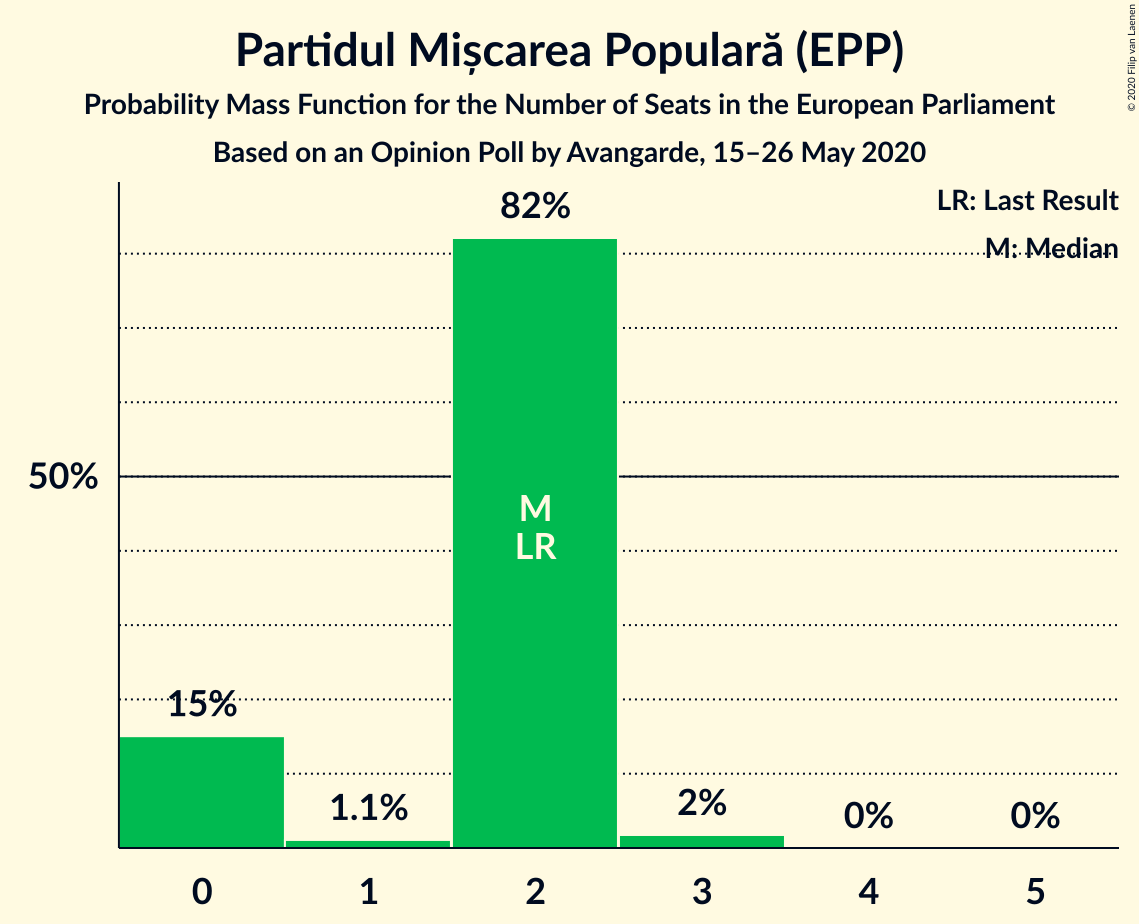 Partidul Mișcarea Populară (EPP)
Probability Mass Function for the Number of Seats in the European Parliament
Based on an Opinion Poll by Avangarde, 15–26 May 2020
© 2020 Filip van Laenen
LR: Last Result
M: Median
82%
50%
M
LR
15%
1.1%
2%
0%
0%
0
1
2
3
4
5